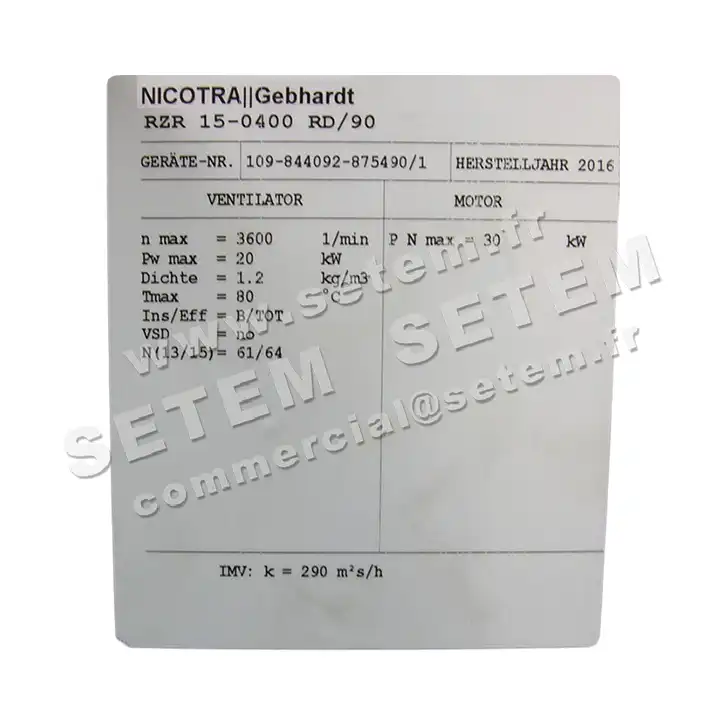 NICOTRA||Gebhardt
RZR 15-0400 RD/90
GERÄTE-NR. 109-844092-875490/1 HERSTELLJAHR 2016
VENTILATOR MOTOR
n max = 3600 1/min P N max = 30 kW
Pw max = 20 kW
Dichte = 1.2 kg/m3
Tmax = 80 °C
Ins/Eff = B/TOT
VSD = no
N(13/15)= 61/64
www.setem.fr
SETEM SETEM
commercial@setem.fr
IMV: k = 290 m²s/h